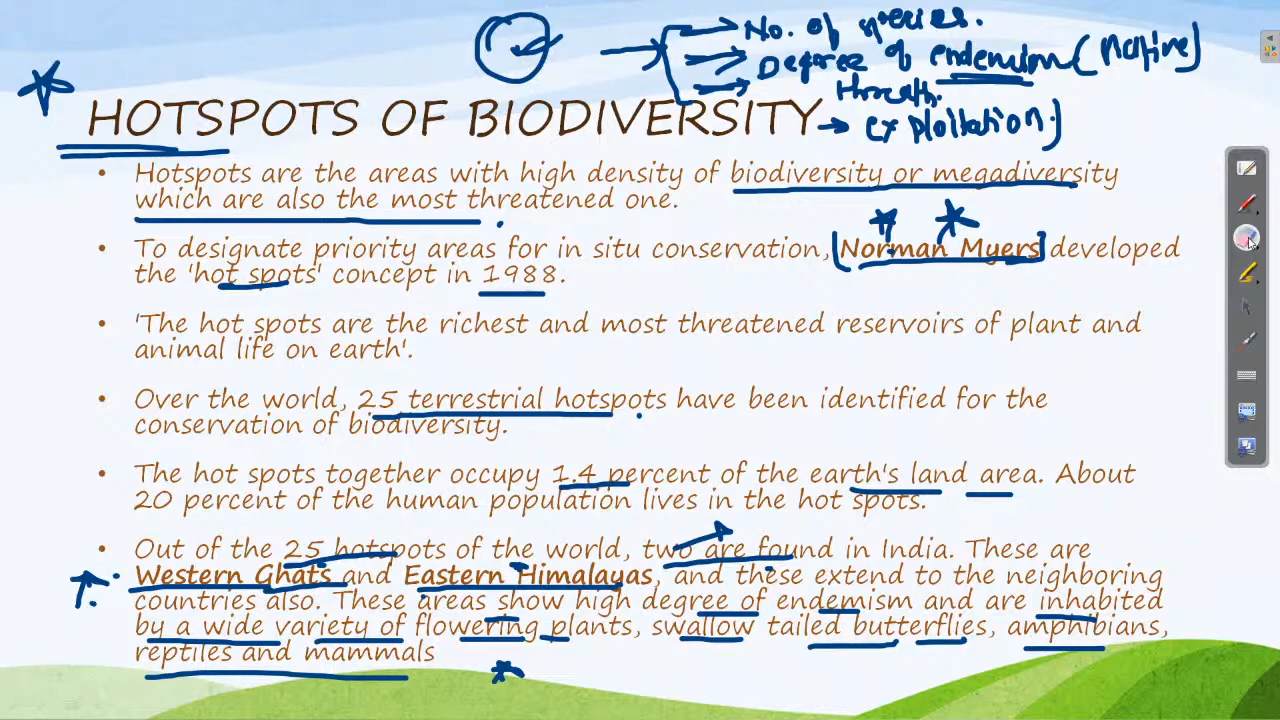 No. of species.
Degree of endemism (Native)
Threath.
HOTSPOTS OF BIODIVERSITY → exploitation.
• Hotspots are the areas with high density of biodiversity or megadiversity
which are also the most threatened one.
• To designate priority areas for in situ conservation, [Norman Myers] developed
the 'hot spots' concept in 1988.
• 'The hot spots are the richest and most threatened reservoirs of plant and
animal life on earth'.
• Over the world, 25 terrestrial hotspots have been identified for the
conservation of biodiversity.
• The hot spots together occupy 1.4 percent of the earth's land area. About
20 percent of the human population lives in the hot spots.
• Out of the 25 hotspots of the world, two are found in India. These are
Western Ghats and Eastern Himalayas, and these extend to the neighboring
countries also. These areas show high degree of endemism and are inhabited
by a wide variety of flowering plants, swallow tailed butterflies, amphibians,
reptiles and mammals